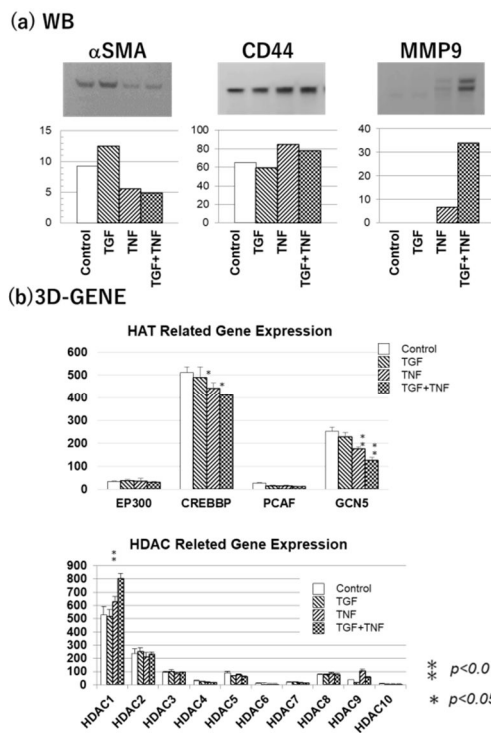 (a) WB
αSMA CD44 MMP9
15
10
5
0
Control TGF TNF TGF+TNF
100
80
60
40
20
0
Control TGF TNF TGF+TNF
40
30
20
10
0
Control TGF TNF TGF+TNF
(b)3D-GENE
HAT Related Gene Expression
600
500
400
300
200
100
0
Control
TGF
TNF
TGF+TNF
* *
* * * *
EP300 CREBBP PCAF GCN5
HDAC Releted Gene Expression
900
800
700
600
500
400
300
200
100
0
* *
Control
TGF
TNF
TGF+TNF
HDAC1 HDAC2 HDAC3 HDAC4 HDAC5 HDAC6 HDAC7 HDAC8 HDAC9 HDAC10
* * p<0.0
* p<0.05